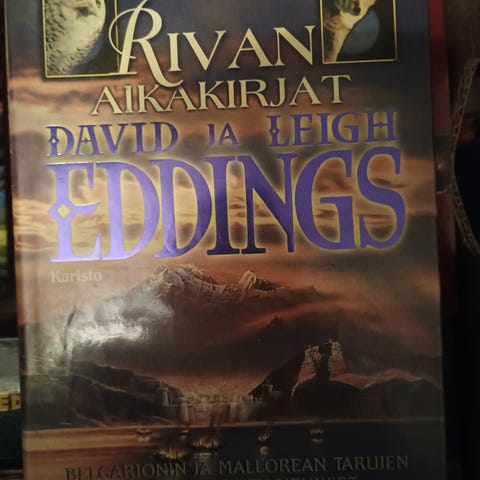 RIVAN
AIKAKIRJAT
DAVID JA LEIGH
EDDINGS
Karisto
BELGARIONIN JA MALLOREAN TARUJEN